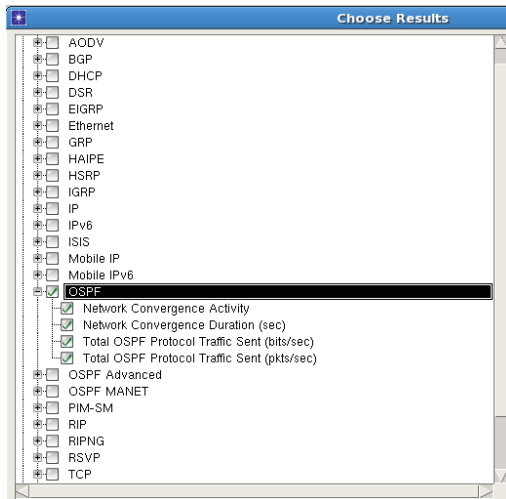 Choose Results
AODV
BGP
DHCP
DSR
EIGRP
Ethernet
GRP
HAIPE
HSRP
IGRP
IP
IPv6
ISIS
Mobile IP
Mobile IPv6
OSPF
Network Convergence Activity
Network Convergence Duration (sec)
Total OSPF Protocol Traffic Sent (bits/sec)
Total OSPF Protocol Traffic Sent (pkts/sec)
OSPF Advanced
OSPF MANET
PIM-SM
RIP
RIPNG
RSVP
TCP